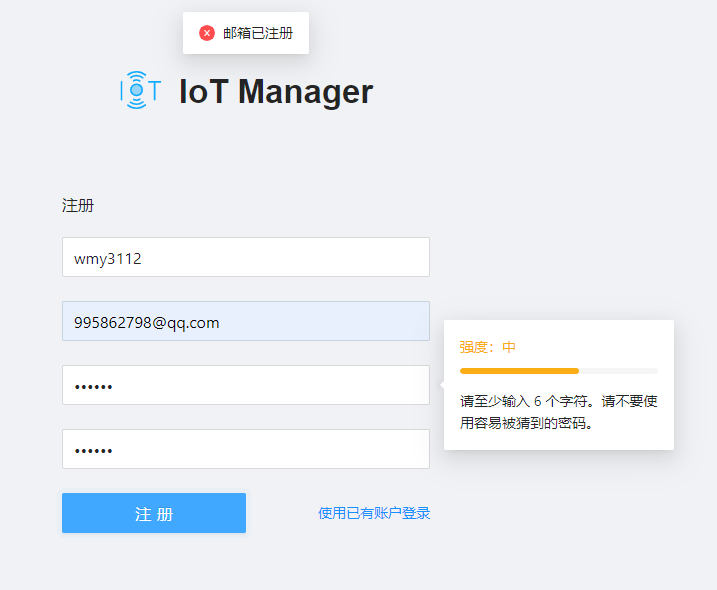 邮箱已注册
IoT
IoT Manager
注册
wmy3112
995862798@qq.com
强度：中
••••••
请至少输入 6 个字符。请不要使
用容易被猜到的密码。
••••••
注 册
使用已有账户登录